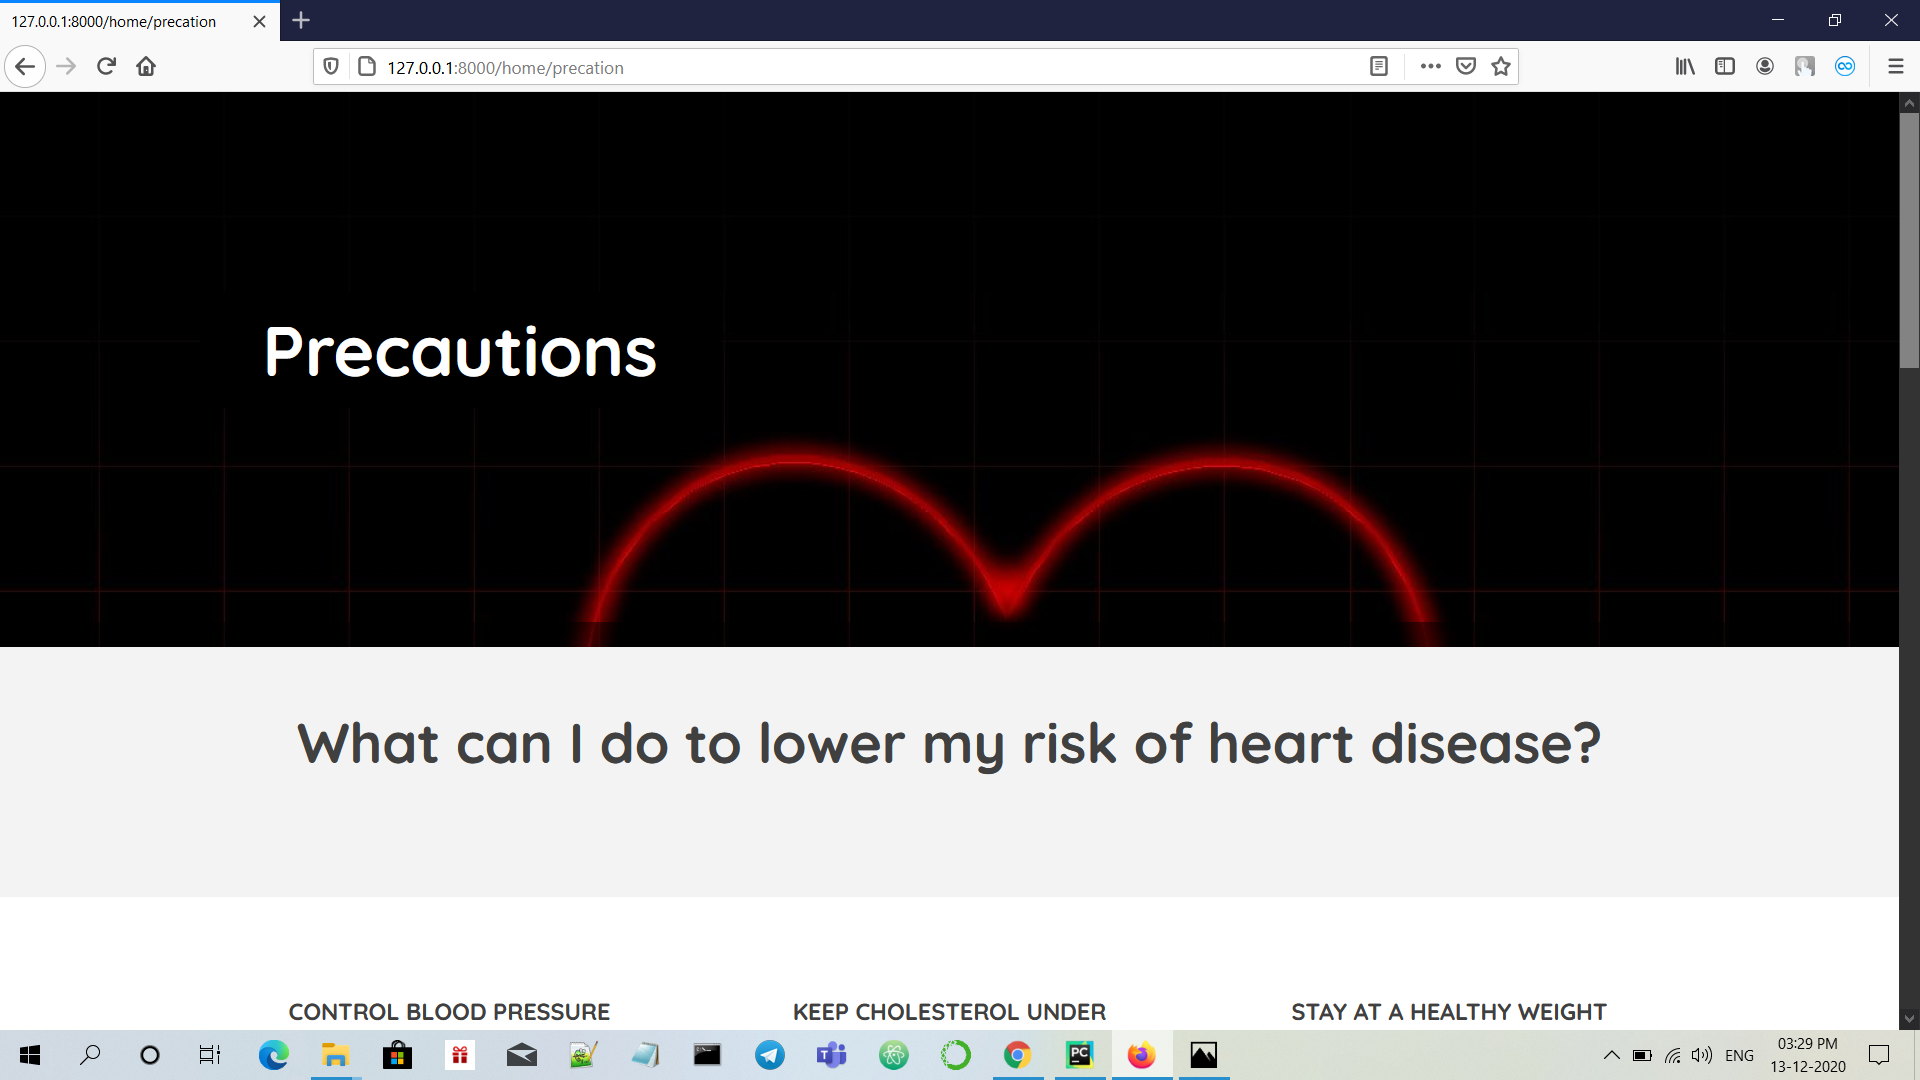 127.0.0.1:8000/home/precation
127.0.0.1:8000/home/precation
Precautions
What can I do to lower my risk of heart disease?
CONTROL BLOOD PRESSURE
KEEP CHOLESTEROL UNDER
STAY AT A HEALTHY WEIGHT
PC
ENG
03:29 PM
13-12-2020